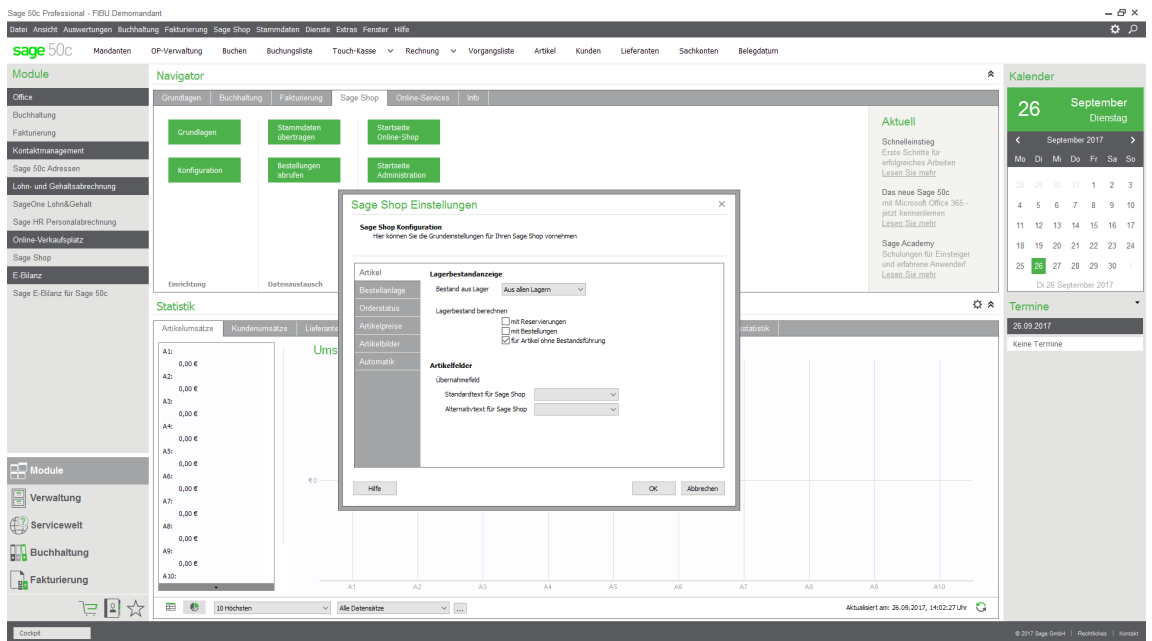 Sage 50c Professional - FIBU Demomandant
Datei Ansicht Auswertungen Buchhaltung Fakturierung Sage Shop Stammdaten Dienste Extras Fenster Hilfe
sage 50c Mandanten OP-Verwaltung Buchen Buchungsliste Touch-Kasse Rechnung Vorgangsliste Artikel Kunden Lieferanten Sachkonten Belegdatum
Module
Office
Buchhaltung
Fakturierung
Kontaktmanagement
Sage 50c Adressen
Lohn- und Gehaltsabrechnung
SageOne Lohn&Gehalt
Sage HR Personalabrechnung
Online-Verkaufsplatz
Sage Shop
E-Bilanz
Sage E-Bilanz für Sage 50c
Module
Verwaltung
Servicewelt
Buchhaltung
Fakturierung
Cockpit
Navigator
Grundlagen Buchhaltung Fakturierung Sage Shop Online-Services Info
Grundlagen
Stammdaten übertragen
Startseite Online-Shop
Konfiguration
Bestellungen abrufen
Startseite Administration
Einrichtung
Datenaustausch
Aktuell
Schnelleinstieg
Erste Schritte für
erfolgreiches Arbeiten
Lesen Sie mehr
Das neue Sage 50c
mit Microsoft Office 365 -
jetzt kennenlernen
Lesen Sie mehr
Sage Academy
Schulungen für Einsteiger
und erfahrene Anwender!
Lesen Sie mehr
Sage Shop Einstellungen
Sage Shop Konfiguration
Hier können Sie die Grundeinstellungen für Ihren Sage Shop vornehmen
Artikel
Bestellanlage
Orderstatus
Artikelpreise
Artikelbilder
Automatik
Lagerbestandanzeige
Bestand aus Lager Aus allen Lagern
Lagerbestand berechnen
mit Reservierungen
mit Bestellungen
für Artikel ohne Bestandsführung
Artikelfelder
Übernahmefeld
Standardtext für Sage Shop
Alternativtext für Sage Shop
Hilfe OK Abbrechen
Statistik
Artikelumsätze Kundenumsätze Lieferante
statistik
Ums
A1:
0,00 €
A2:
0,00 €
A3:
0,00 €
A4:
0,00 €
A5:
0,00 €
A6:
0,00 €
A7:
0,00 €
A8:
0,00 €
A9:
0,00 €
A10:
€ 0
A1 A2 A3 A4 A5 A6 A7 A8 A9 A10
10 Höchsten Alle Datensätze ... Aktualisiert am: 26.09.2017, 14:02:27 Uhr
Kalender
26 September
Dienstag
September 2017
Mo Di Mi Do Fr Sa So
28 29 30 31 1 2 3
4 5 6 7 8 9 10
11 12 13 14 15 16 17
18 19 20 21 22 23 24
25 26 27 28 29 30 1
Di.26 September 2017
Termine
26.09.2017
Keine Termine
© 2017 Sage GmbH | Rechtliches | Kontakt